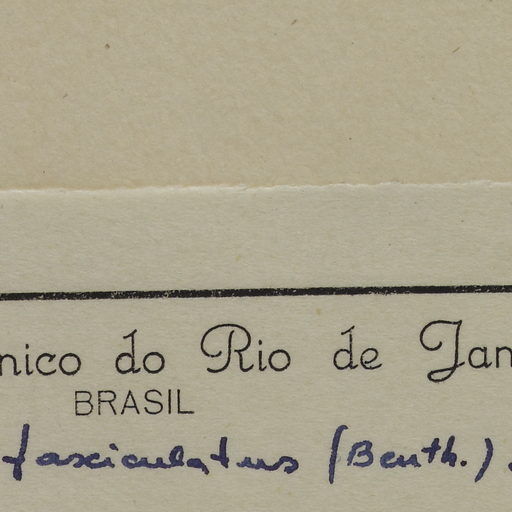 nico do Rio de Jan
BRASIL
fasciculatus (Benth.)